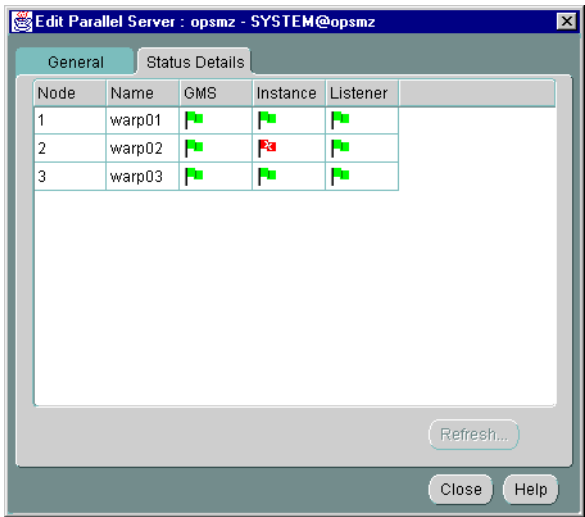 Edit Parallel Server : opsmz - SYSTEM@opsmz
General Status Details
Node Name GMS Instance Listener
1 warp01
2 warp02
3 warp03
Refresh...
Close Help